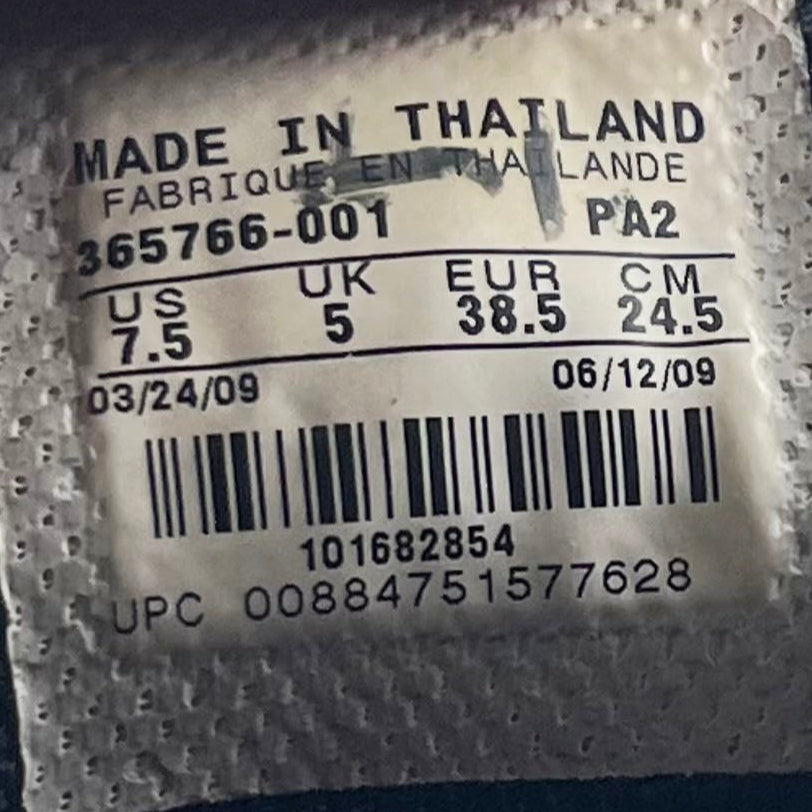 MADE IN THAILAND
FABRIQUE EN THAILANDE
365766-001 PA2
US UK EUR CM
7.5 5 38.5 24.5
03/24/09 06/12/09
101682854
UPC 00884751577628